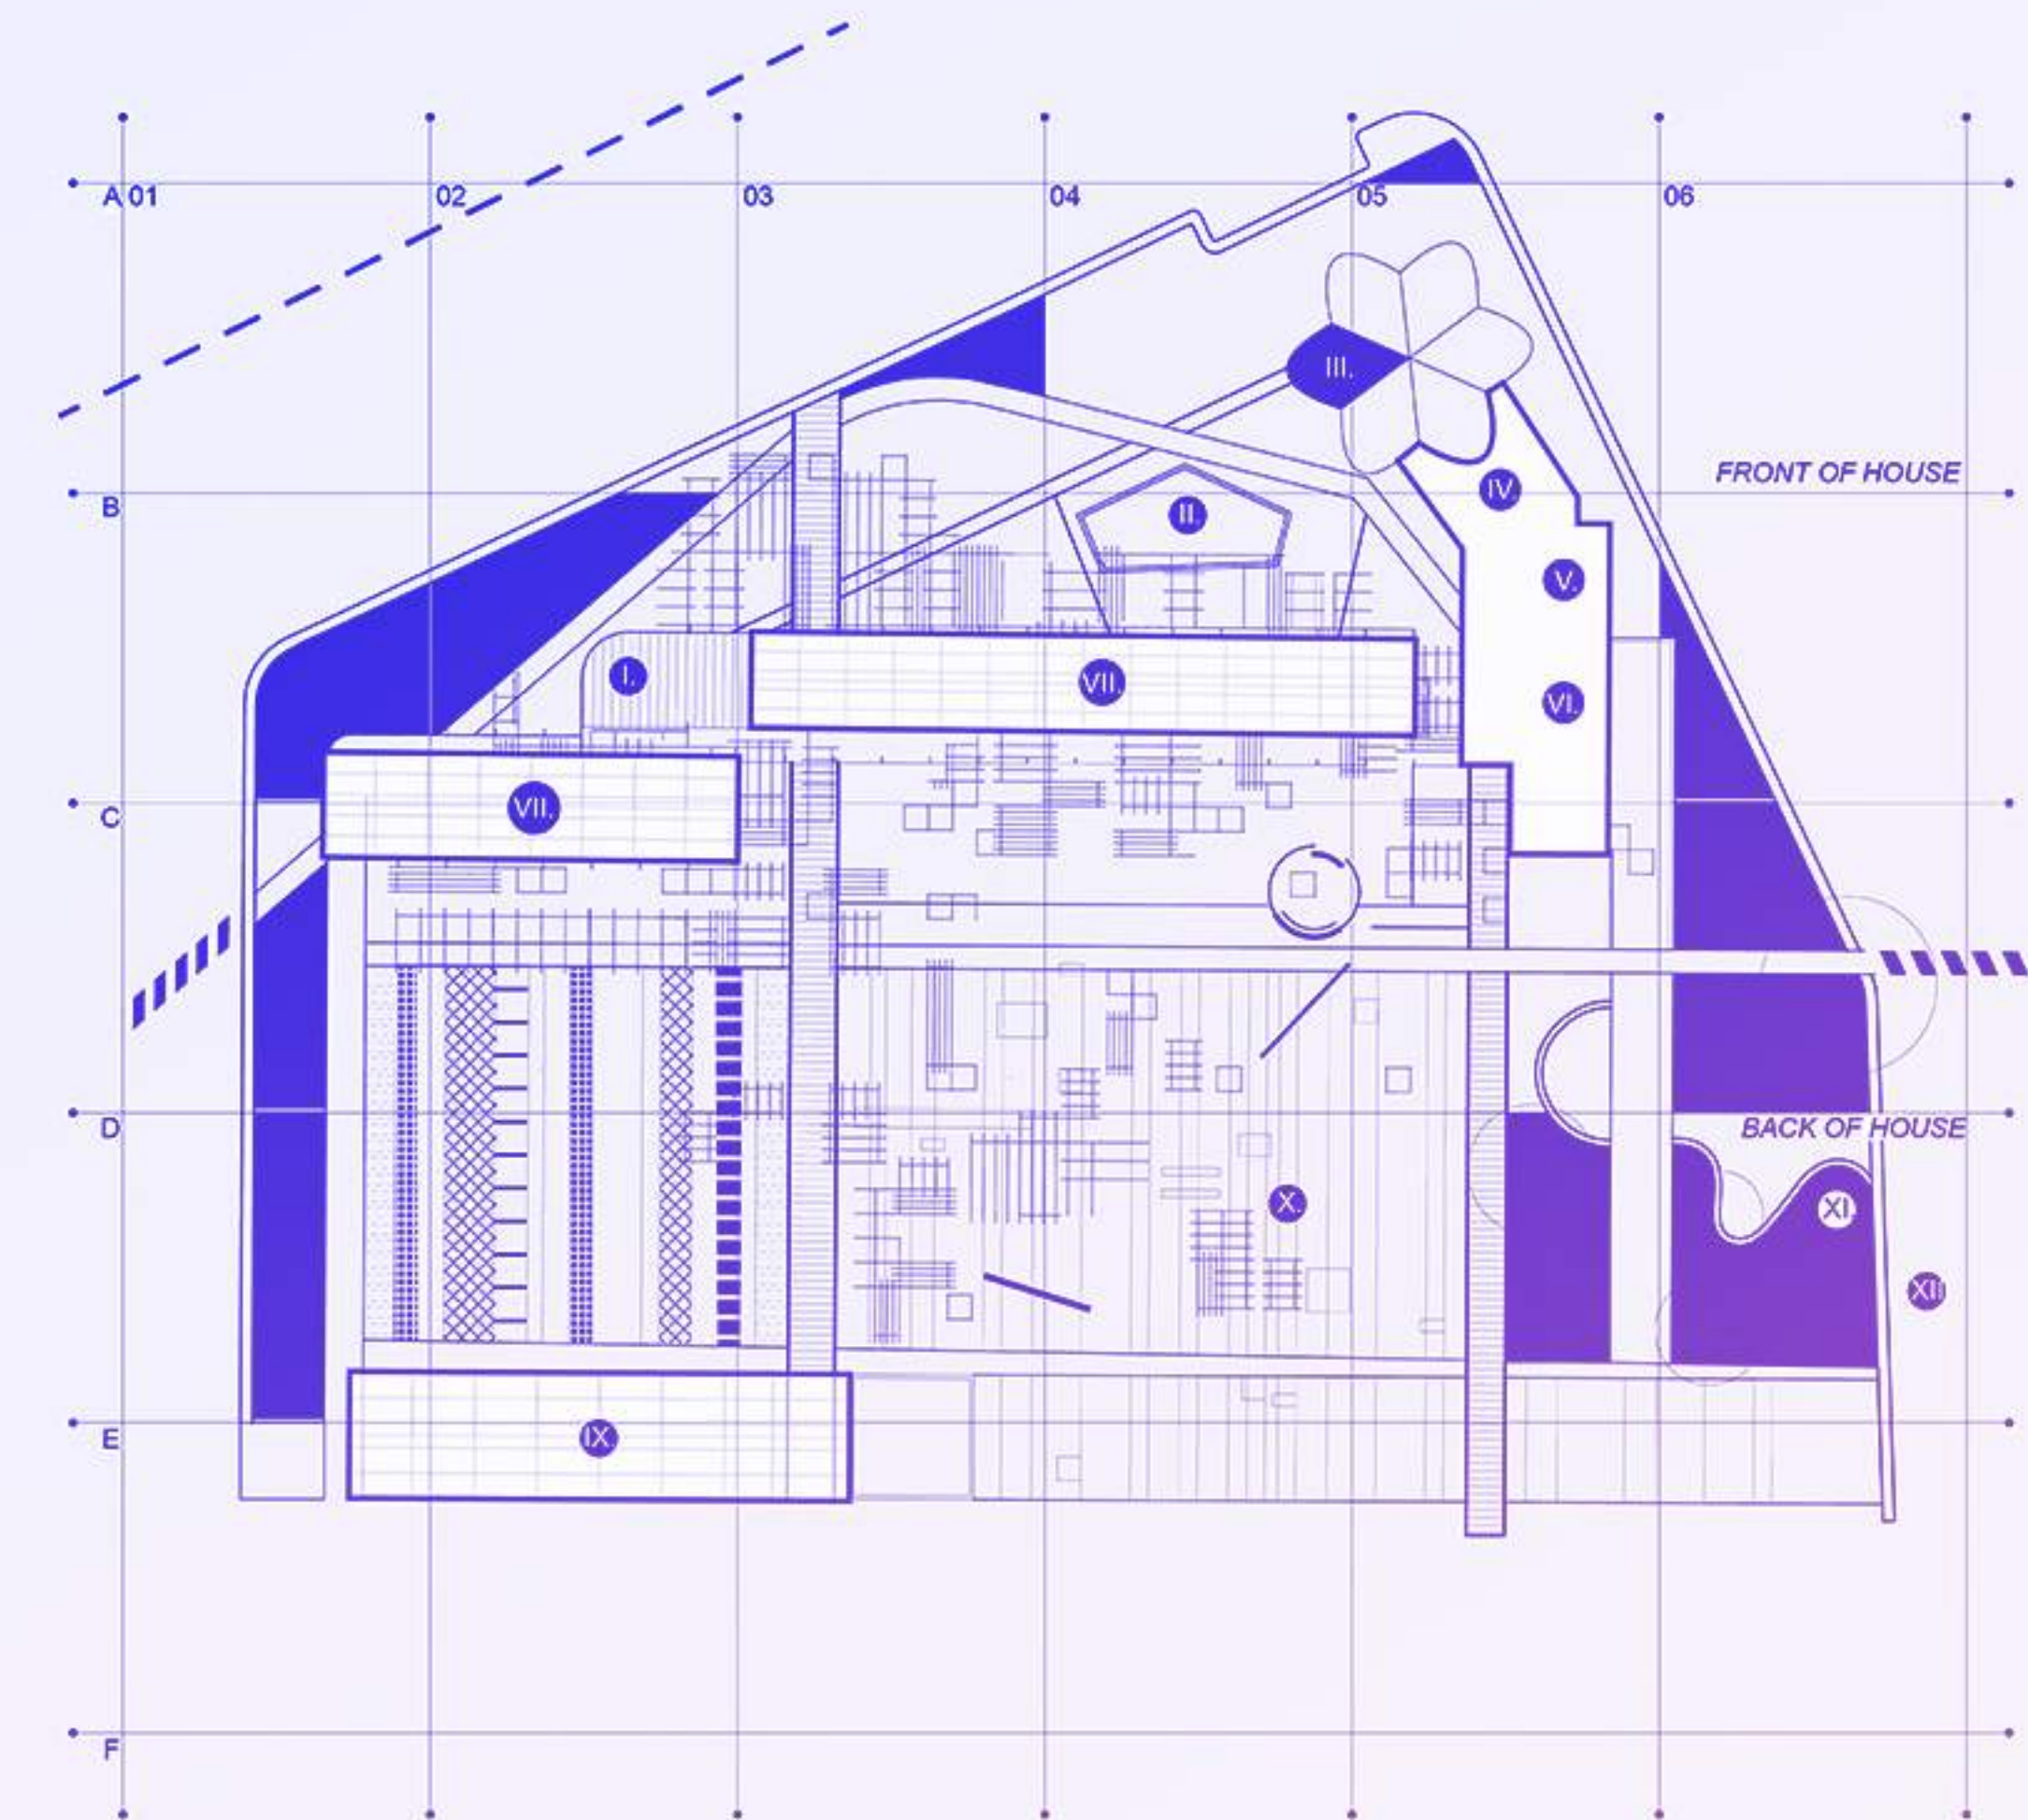 A 01 02 03 04 05 06
III.
FRONT OF HOUSE
IV.
B
II.
V.
I.
VII.
VI.
VII.
C
D
BACK OF HOUSE
X.
XI.
XII
E
IX.
F